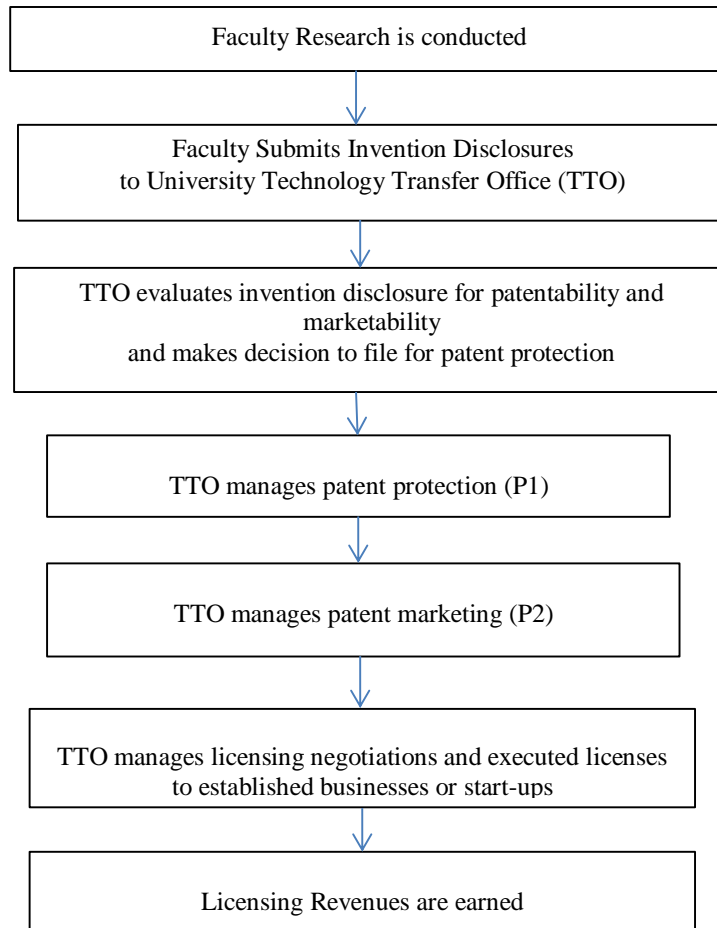 Faculty Research is conducted
Faculty Submits Invention Disclosures
to University Technology Transfer Office (TTO)
TTO evaluates invention disclosure for patentability and
marketability
and makes decision to file for patent protection
TTO manages patent protection (P1)
TTO manages patent marketing (P2)
TTO manages licensing negotiations and executed licenses
to established businesses or start-ups
Licensing Revenues are earned